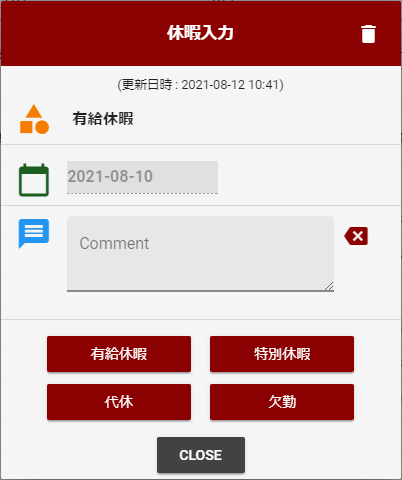 休暇入力
(更新日時 : 2021-08-12 10:41)
有給休暇
2021-08-10
Comment
有給休暇
特別休暇
代休
欠勤
CLOSE